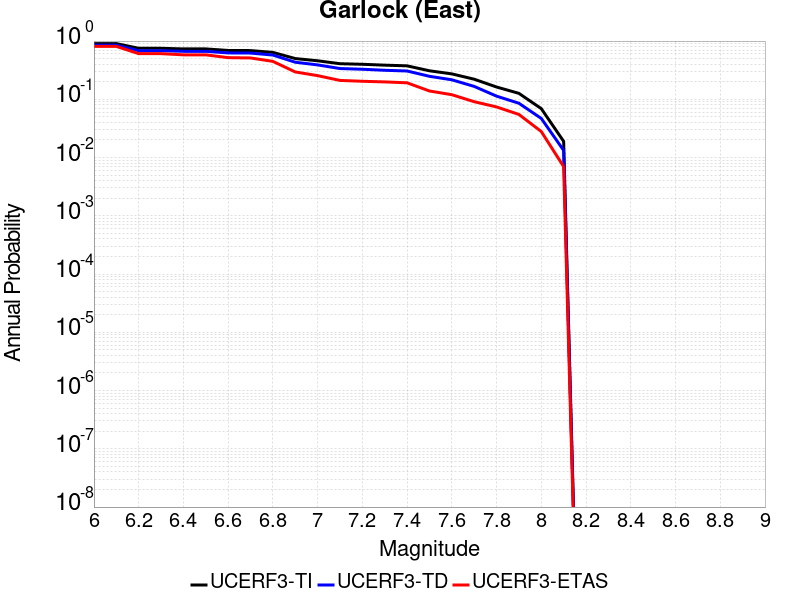 Garlock (East)
Annual Probability
10^0
10^-1
10^-2
10^-3
10^-4
10^-5
10^-6
10^-7
10^-8
6 6.2 6.4 6.6 6.8 7 7.2 7.4 7.6 7.8 8 8.2 8.4 8.6 8.8 9
Magnitude
UCERF3-TI UCERF3-TD UCERF3-ETAS